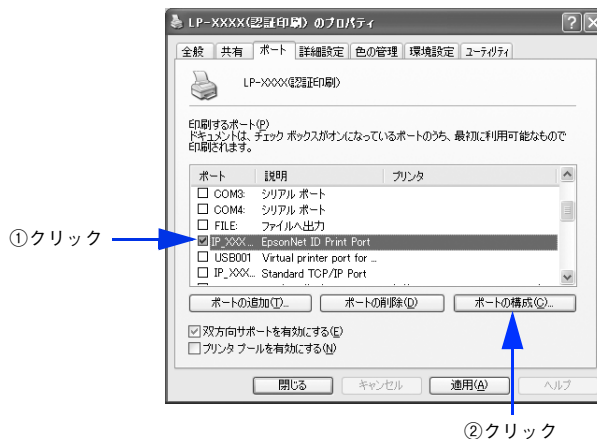 LP-XXXX(認証印刷) のプロパティ
全般 共有 ポート 詳細設定 色の管理 環境設定 ユーティリティ
LP-XXXX(認証印刷)
印刷するポート(P)
ドキュメントは、チェック ボックスがオンになっているポートのうち、最初に利用可能なもので
印刷されます。
ポート 説明 プリンタ
COM3: シリアル ポート
COM4: シリアル ポート
FILE: ファイルへ出力
①クリック
IP_XXX... EpsonNet ID Print Port
USB001 Virtual printer port for ...
IP_XXX... Standard TCP/IP Port
ポートの追加(T)... ポートの削除(D) ポートの構成(C)...
双方向サポートを有効にする(E)
プリンタ プールを有効にする(N)
閉じる キャンセル 適用(A) ヘルプ
②クリック